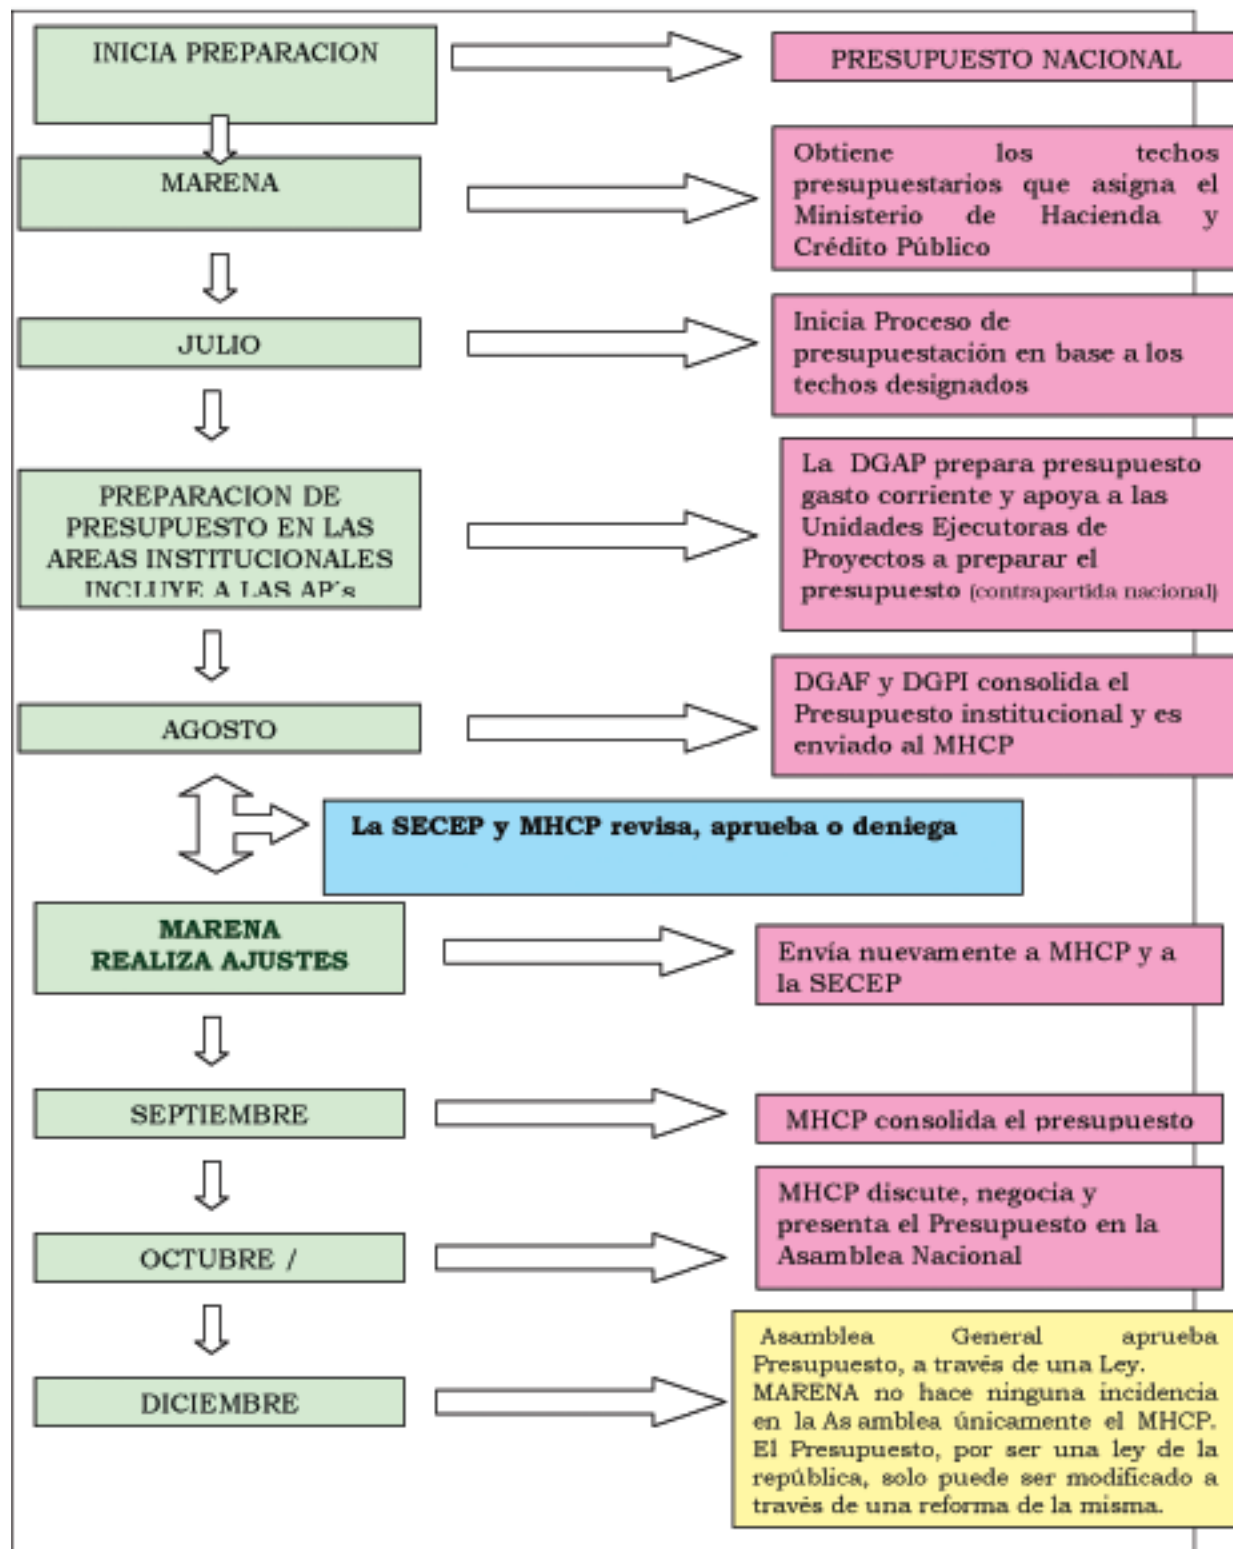 INICIA PREPARACION
PRESUPUESTO NACIONAL
MARENA
Obtiene los techos
presupuestarios que asigna el
Ministerio de Hacienda y
Crédito Público
JULIO
Inicia Proceso de
presupuestación en base a los
techos designados
PREPARACION DE
PRESUPUESTO EN LAS
AREAS INSTITUCIONALES
INCLUYE A LAS AP´s
La DGAP prepara presupuesto
gasto corriente y apoya a las
Unidades Ejecutoras de
Proyectos a preparar el
presupuesto (contrapartida nacional)
AGOSTO
DGAF y DGPI consolida el
Presupuesto institucional y es
enviado al MHCP
La SECEP y MHCP revisa, aprueba o deniega
MARENA
REALIZA AJUSTES
Envía nuevamente a MHCP y a
la SECEP
SEPTIEMBRE
MHCP consolida el presupuesto
OCTUBRE /
MHCP discute, negocia y
presenta el Presupuesto en la
Asamblea Nacional
DICIEMBRE
Asamblea General aprueba
Presupuesto, a través de una Ley.
MARENA no hace ninguna incidencia
en la As amblea únicamente el MHCP.
El Presupuesto, por ser una ley de la
república, solo puede ser modificado a
través de una reforma de la misma.